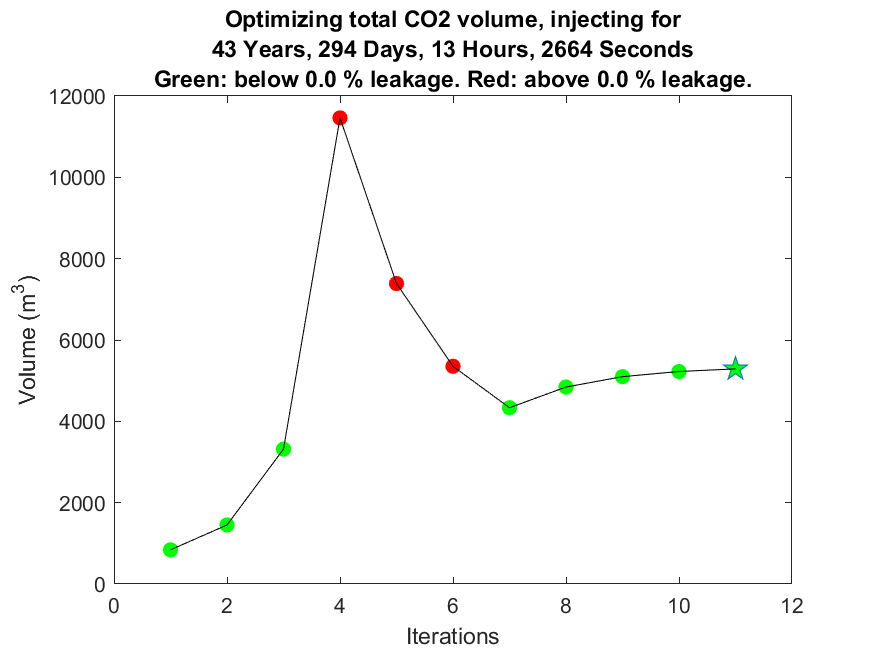 Optimizing total CO2 volume, injecting for
43 Years, 294 Days, 13 Hours, 2664 Seconds
Green: below 0.0 % leakage. Red: above 0.0 % leakage.
12000
10000
8000
6000
4000
2000
0
Volume (m³)
0 2 4 6 8 10 12
Iterations